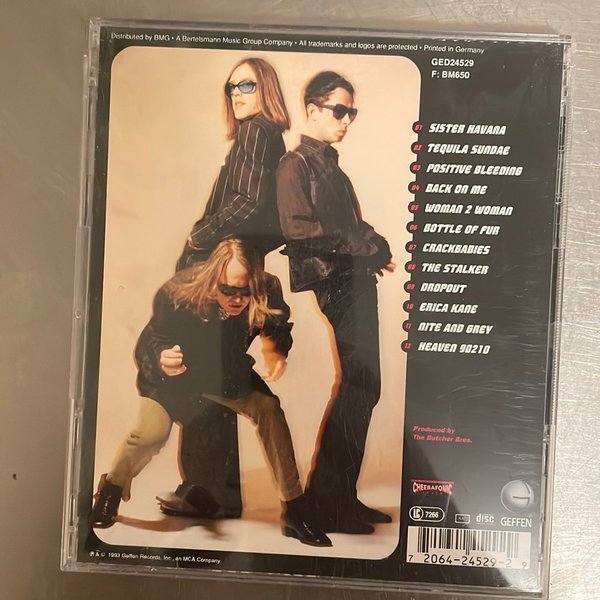 Distributed by BMG • A Bertelsmann Music Group Company • All trademarks and logos are protected • Printed in Germany
GED24529
F: BM650
01 SISTER HAVANA
02 TEQUILA SUNDAE
03 POSITIVE BLEEDING
04 BACK ON ME
05 WOMAN 2 WOMAN
06 BOTTLE OF FUR
07 CRACKBABIES
08 THE STALKER
09 DROPOUT
10 ERICA KANE
11 NITE AND GREY
12 HEAVEN 90210
Produced by
The Butcher Bros.
CHEEBAFONIC
LC 7266
disc
GEFFEN
7 20642-24529-2 9
℗ & © 1993 Geffen Records, Inc., an MCA Company